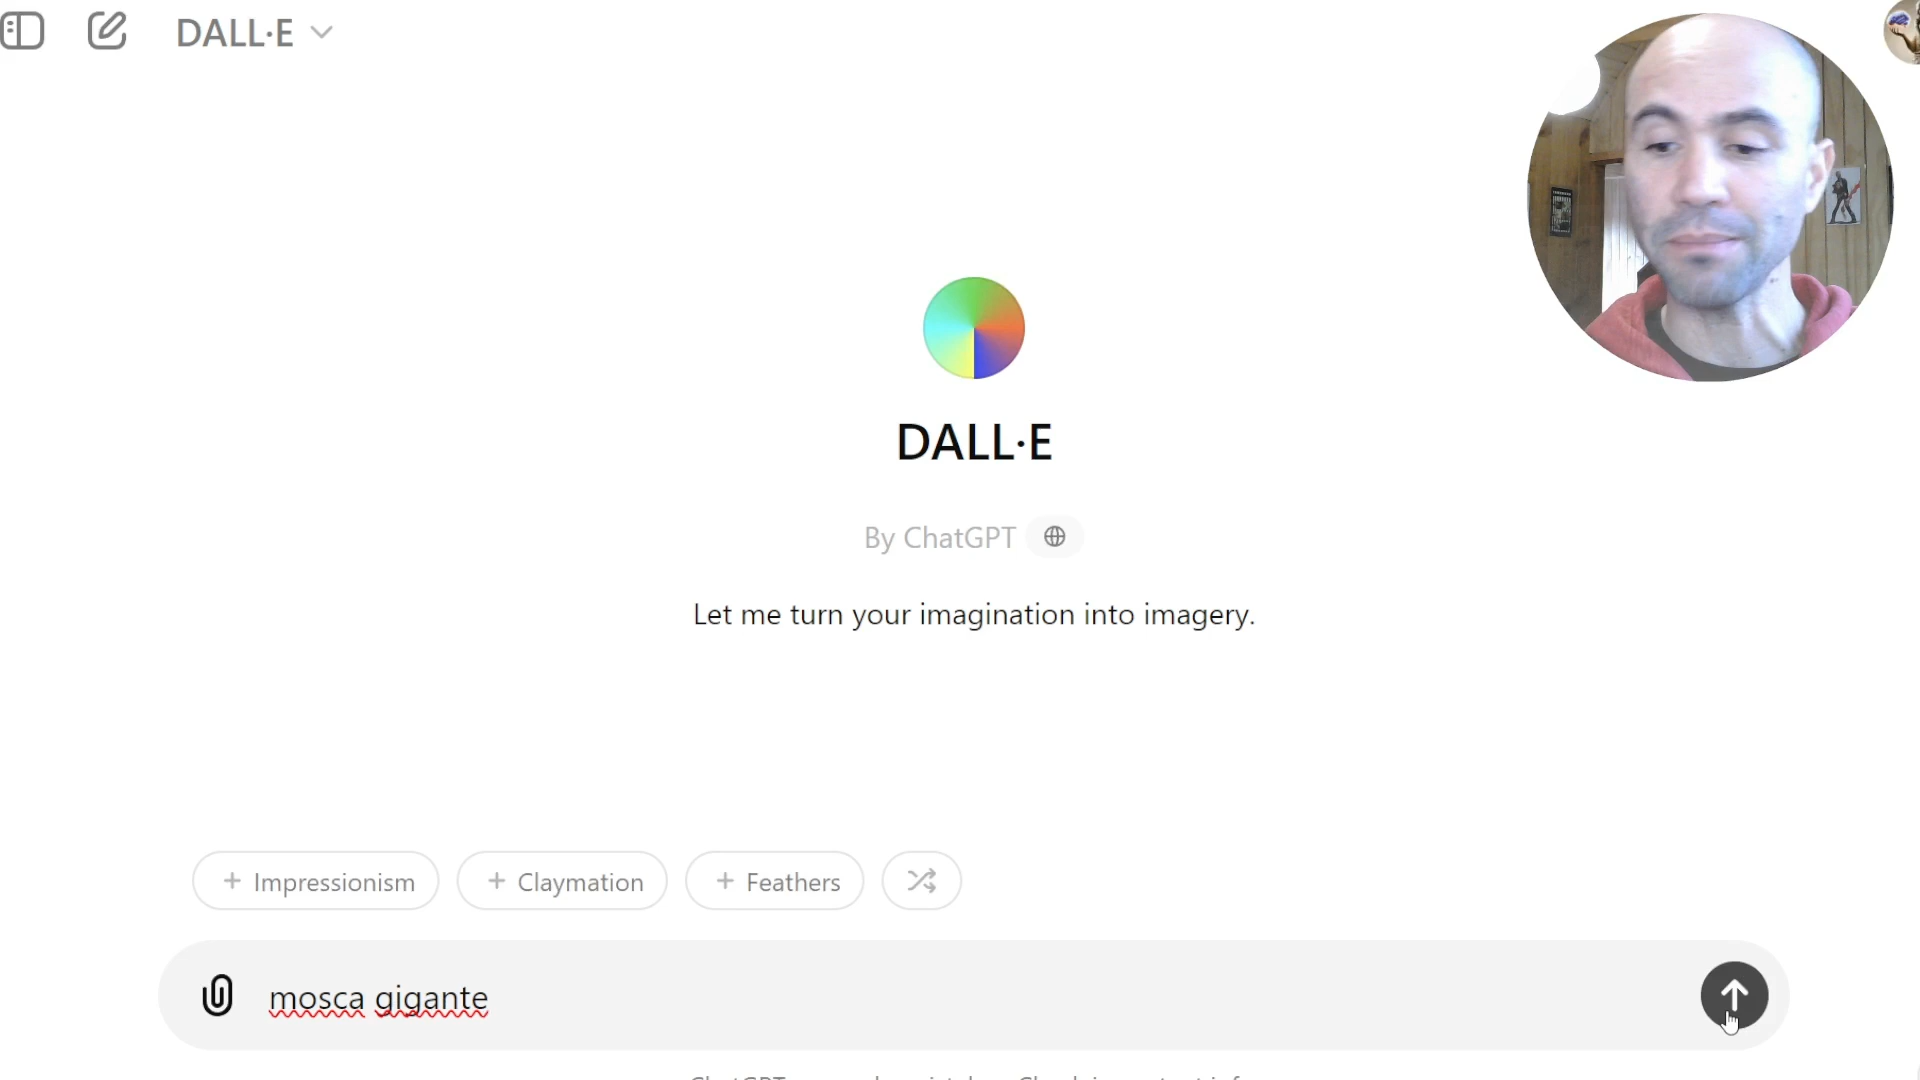 DALL·E
DALL·E
By ChatGPT
Let me turn your imagination into imagery.
+ Impressionism
+ Claymation
+ Feathers
mosca gigante